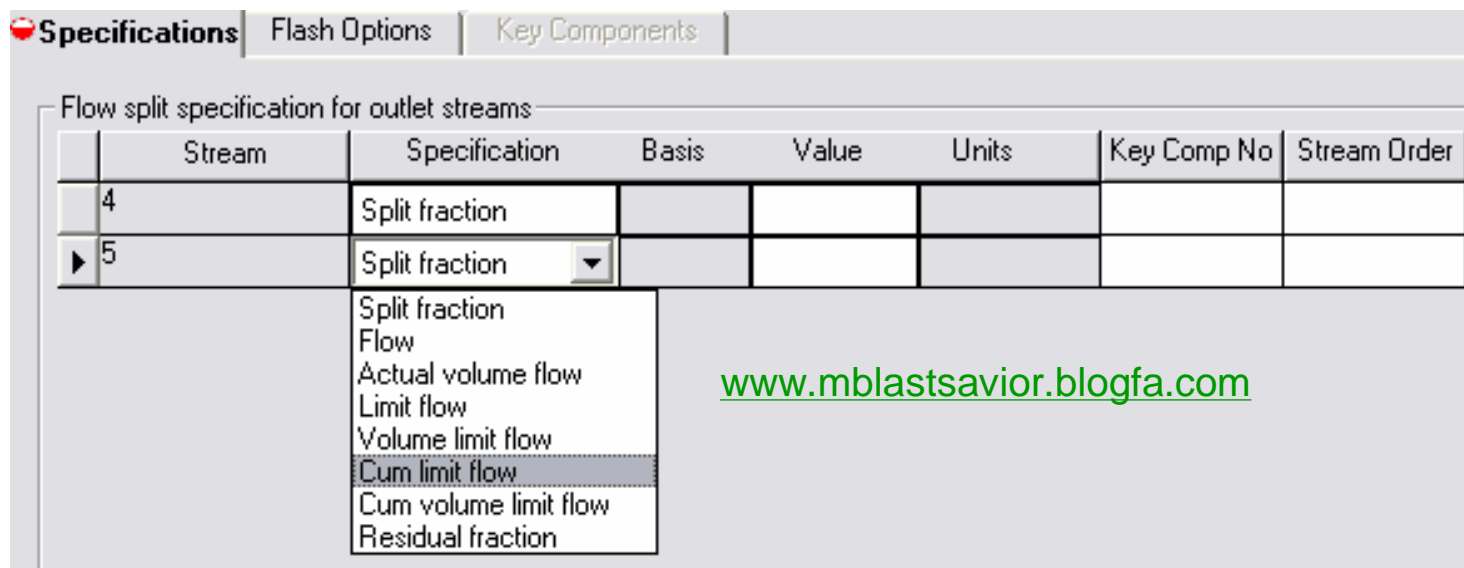 Specifications Flash Options Key Components
Flow split specification for outlet streams
Stream Specification Basis Value Units Key Comp No Stream Order
4 Split fraction
5 Split fraction
Split fraction
Flow
Actual volume flow
Limit flow
Volume limit flow
Cum limit flow
Cum volume limit flow
Residual fraction
www.mblastsavior.blogfa.com